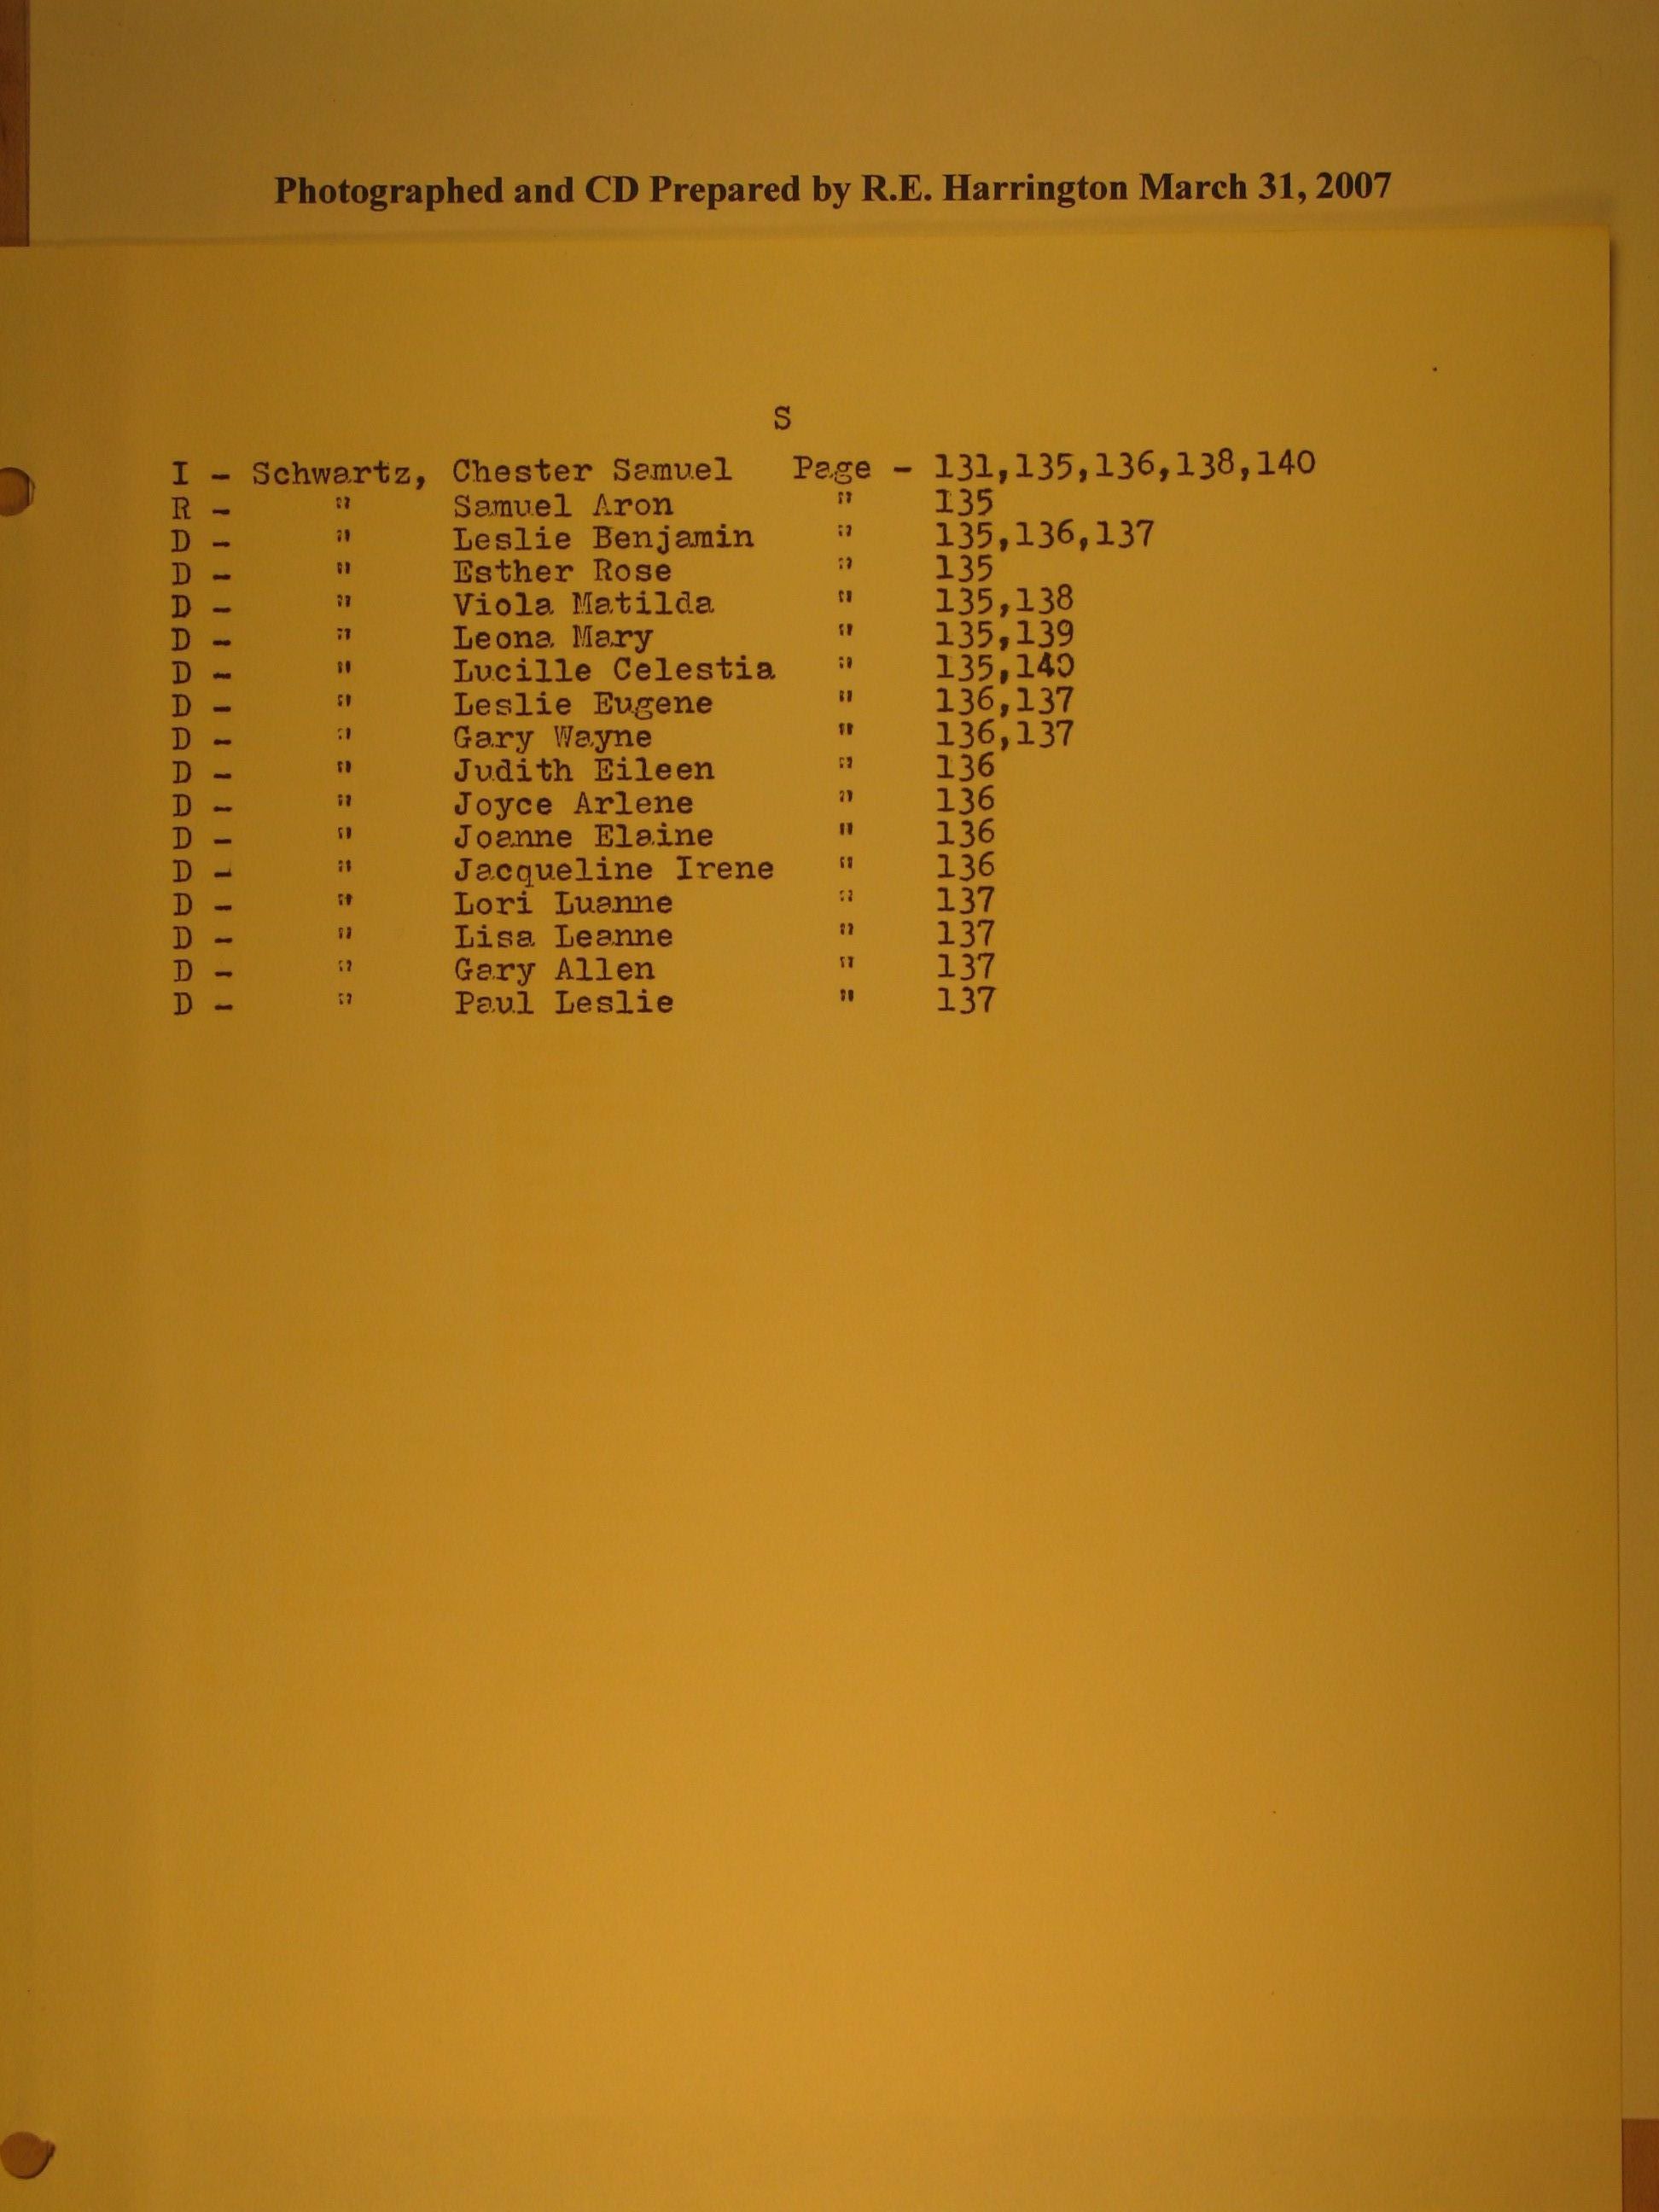 Photographed and CD Prepared by R.E. Harrington March 31, 2007
S
I - Schwartz, Chester Samuel Page - 131,135,136,138,140
R - " Samuel Aron " 135
D - " Leslie Benjamin " 135,136,137
D - " Esther Rose " 135
D - " Viola Matilda " 135,138
D - " Leona Mary " 135,139
D - " Lucille Celestia " 135,140
D - " Leslie Eugene " 136,137
D - " Gary Wayne " 136,137
D - " Judith Eileen " 136
D - " Joyce Arlene " 136
D - " Joanne Elaine " 136
D - " Jacqueline Irene " 136
D - " Lori Luanne " 137
D - " Lisa Leanne " 137
D - " Gary Allen " 137
D - " Paul Leslie " 137